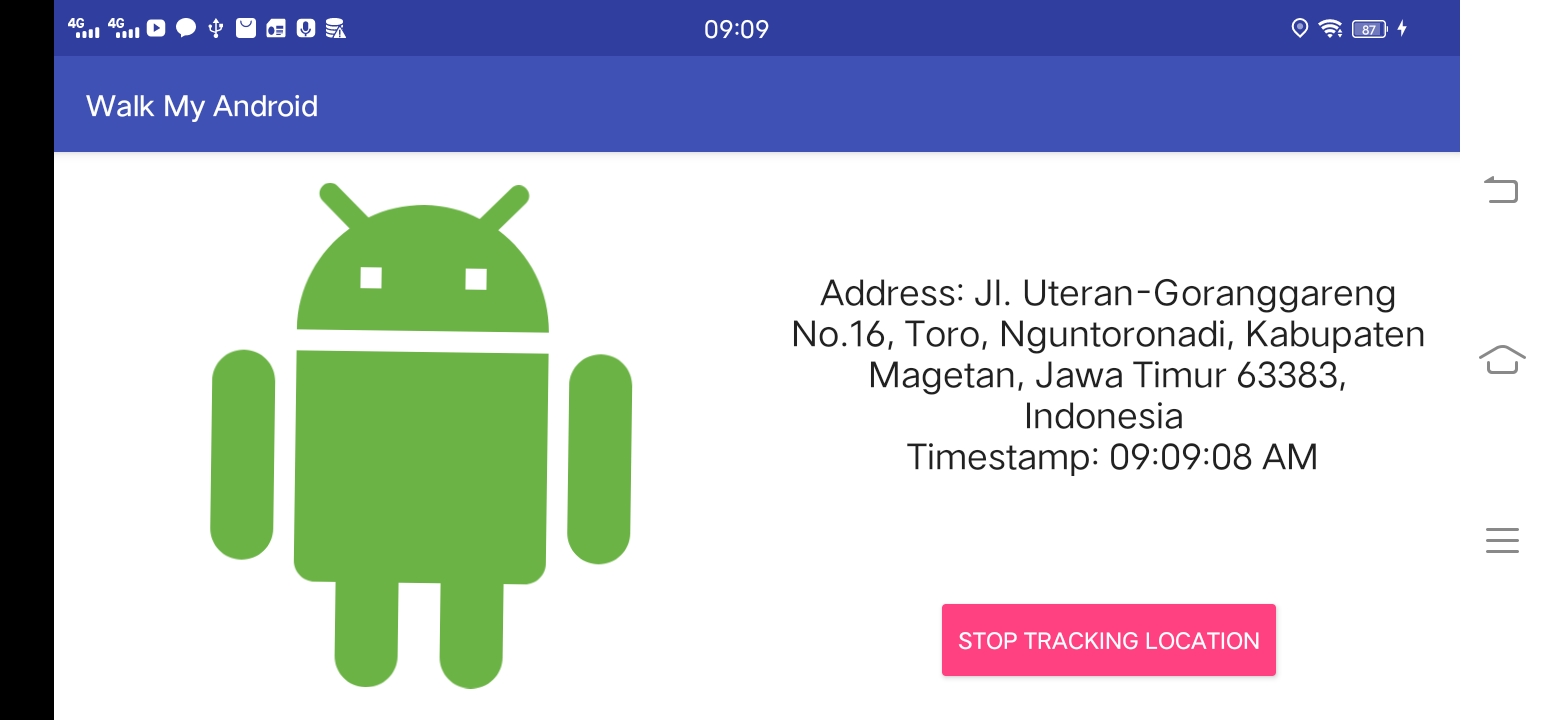 4G 4G 09:09 87
Walk My Android
Address: Jl. Uteran-Goranggareng
No.16, Toro, Nguntoronadi, Kabupaten
Magetan, Jawa Timur 63383,
Indonesia
Timestamp: 09:09:08 AM
STOP TRACKING LOCATION